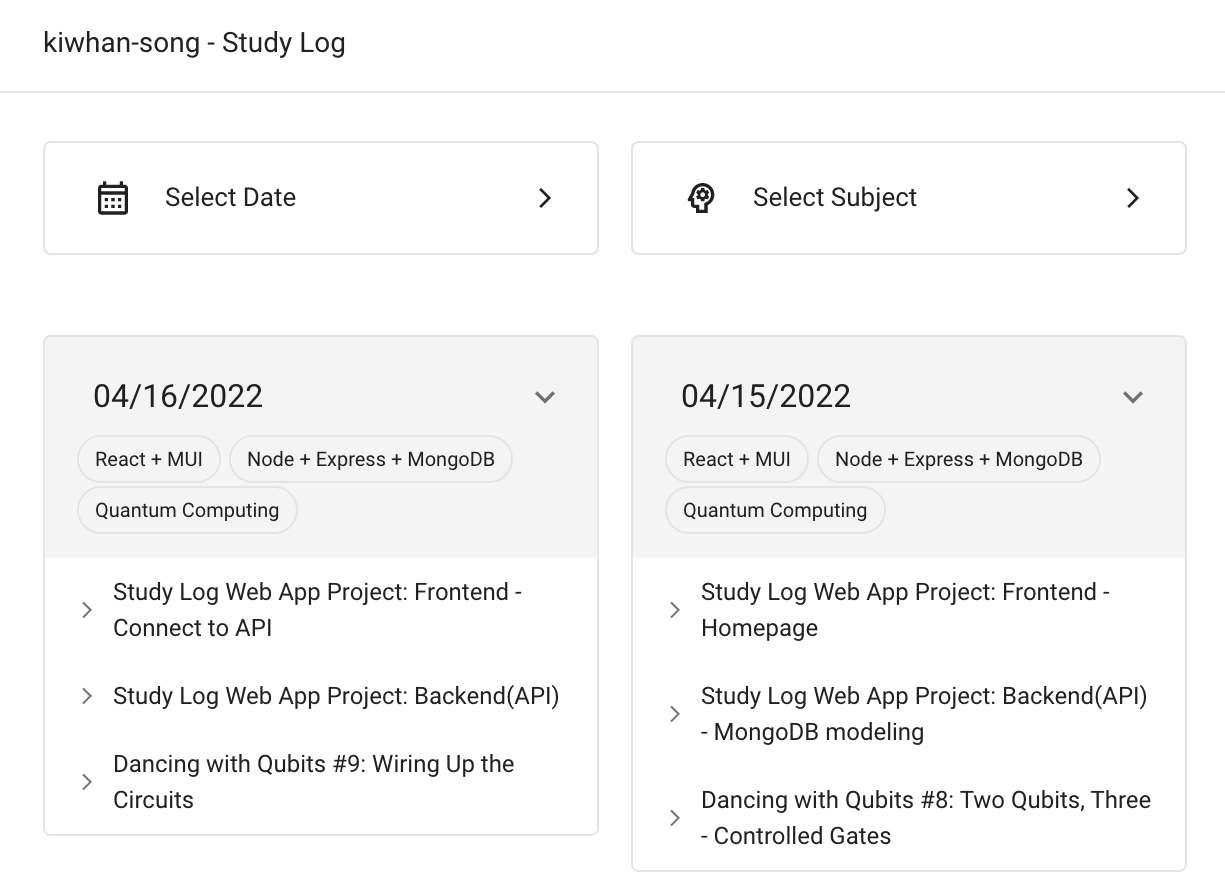 kiwhan-song - Study Log
Select Date
Select Subject
04/16/2022
React + MUI
Node + Express + MongoDB
Quantum Computing
Study Log Web App Project: Frontend -
Connect to API
Study Log Web App Project: Backend(API)
Dancing with Qubits #9: Wiring Up the
Circuits
04/15/2022
React + MUI
Node + Express + MongoDB
Quantum Computing
Study Log Web App Project: Frontend -
Homepage
Study Log Web App Project: Backend(API)
- MongoDB modeling
Dancing with Qubits #8: Two Qubits, Three
- Controlled Gates